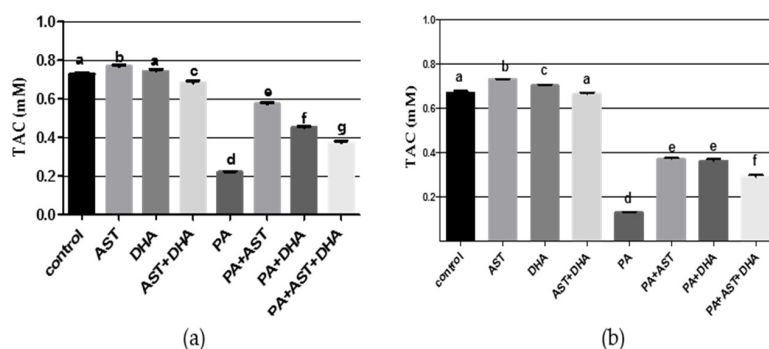 1.0
0.8
0.6
0.4
0.2
0.0
TAC (mM)
a
b
a
c
d
e
f
g
control
AST
DHA
AST+DHA
PA
PA+AST
PA+DHA
PA+AST+DHA
(a)
1.0
0.8
0.6
0.4
0.2
TAC (mM)
a
b
c
a
d
e
e
f
control
AST
DHA
AST+DHA
PA
PA+AST
PA+DHA
PA+AST+DHA
(b)